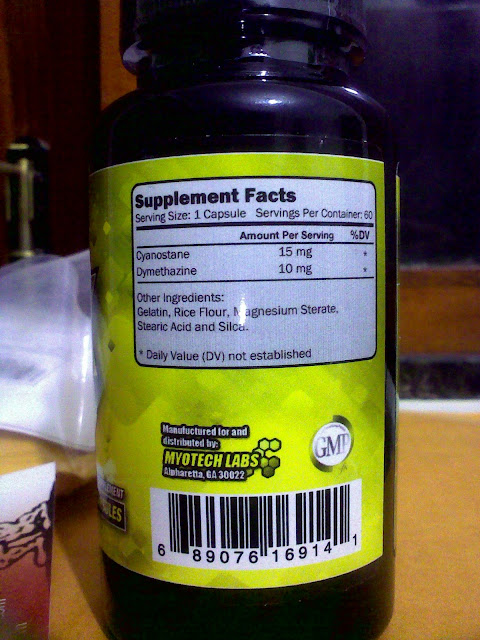 Supplement Facts
Serving Size: 1 Capsule Servings Per Container: 60
Amount Per Serving %DV
Cyanostane 15 mg *
Dymethazine 10 mg *
Other Ingredients:
Gelatin, Rice Flour, Magnesium Sterate,
Stearic Acid and Silca.
* Daily Value (DV) not established
Manufuctured for and
distributed by:
MYOTECH LABS
Alpharetta, GA 30022
GMP
6 89076 16914 1